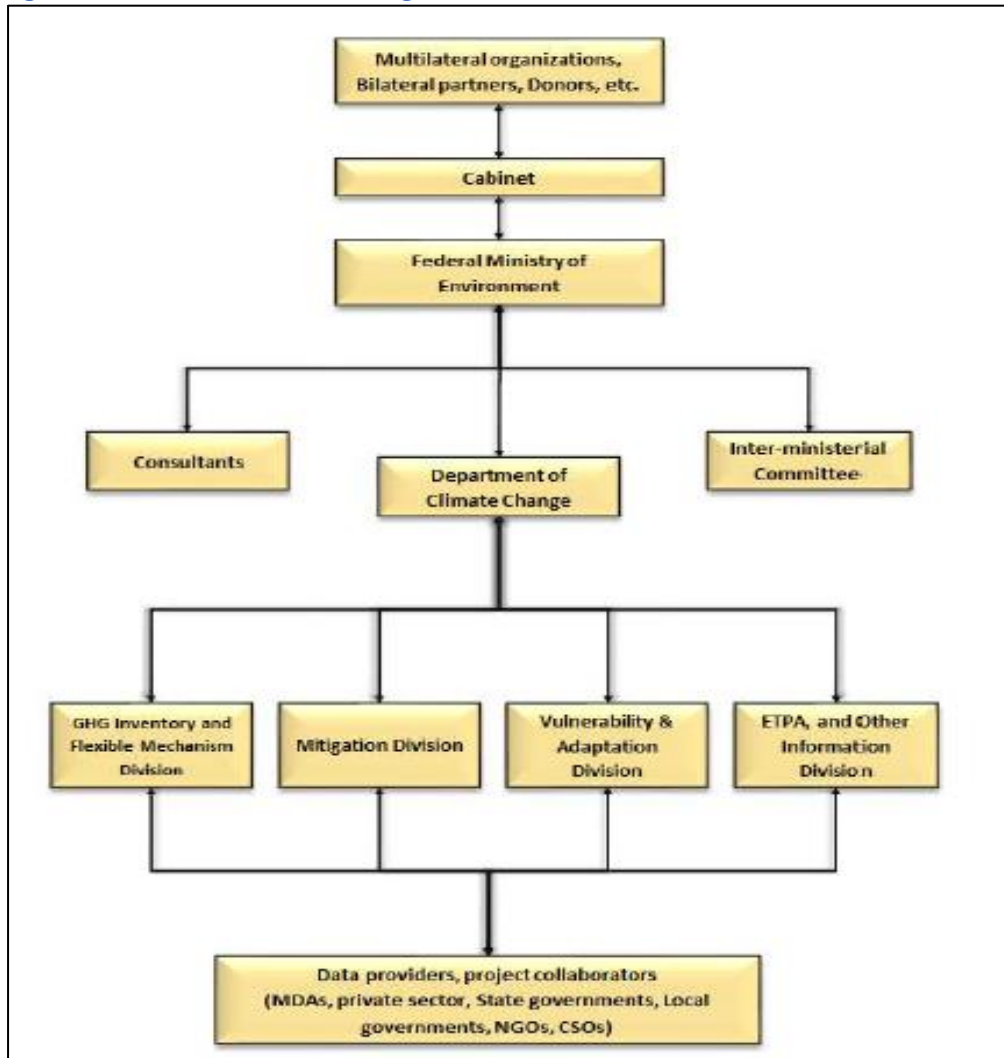 Multilateral organizations,
Bilateral partners, Donors, etc.
Cabinet
Federal Ministry of
Environment
Consultants
Inter-ministerial
Committee
Department of
Climate Change
GHG Inventory and
Flexible Mechanism
Division
Mitigation Division
Vulnerability &
Adaptation
Division
ETPA, and Other
Information
Division
Data providers, project collaborators
(MDAs, private sector, State governments, Local
governments, NGOs, CSOs)